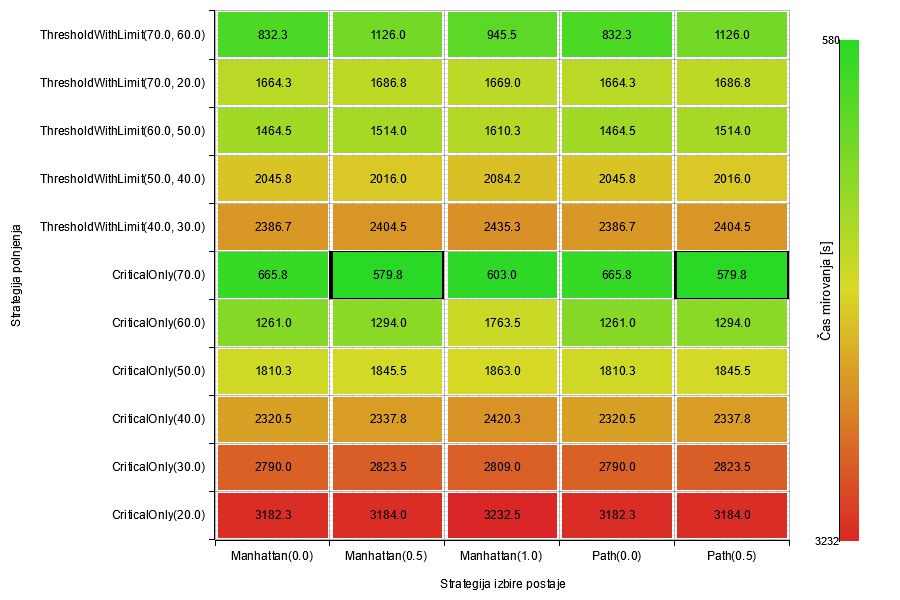 ThresholdWithLimit(70.0, 60.0) 832.3 1126.0 945.5 832.3 1126.0
ThresholdWithLimit(70.0, 20.0) 1664.3 1686.8 1669.0 1664.3 1686.8
ThresholdWithLimit(60.0, 50.0) 1464.5 1514.0 1610.3 1464.5 1514.0
ThresholdWithLimit(50.0, 40.0) 2045.8 2016.0 2084.2 2045.8 2016.0
ThresholdWithLimit(40.0, 30.0) 2386.7 2404.5 2435.3 2386.7 2404.5
CriticalOnly(70.0) 665.8 579.8 603.0 665.8 579.8
CriticalOnly(60.0) 1261.0 1294.0 1763.5 1261.0 1294.0
CriticalOnly(50.0) 1810.3 1845.5 1863.0 1810.3 1845.5
CriticalOnly(40.0) 2320.5 2337.8 2420.3 2320.5 2337.8
CriticalOnly(30.0) 2790.0 2823.5 2809.0 2790.0 2823.5
CriticalOnly(20.0) 3182.3 3184.0 3232.5 3182.3 3184.0
Manhattan(0.0) Manhattan(0.5) Manhattan(1.0) Path(0.0) Path(0.5)
Strategija izbire postaje
Strategija polnjenja
580
Čas mirovanja [s]
3232